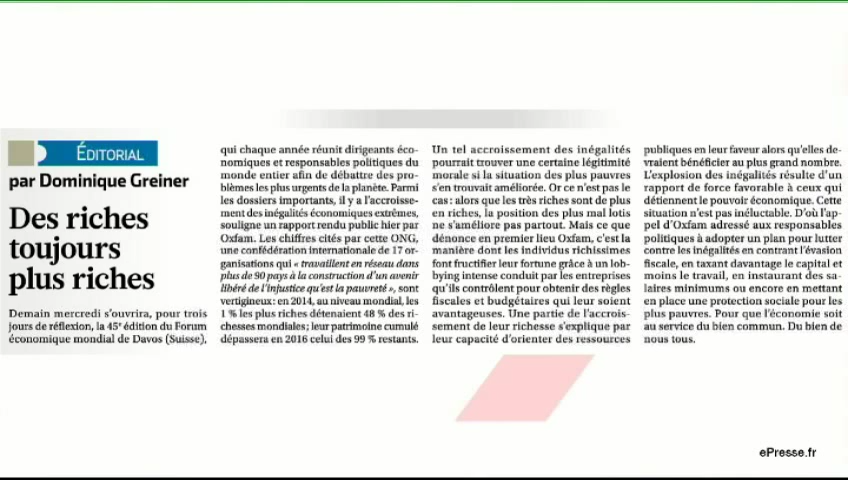 ÉDITORIAL
par Dominique Greiner
Des riches
toujours
plus riches
Demain mercredi s'ouvrira, pour trois
jours de réflexion, la 45e édition du Forum
économique mondial de Davos (Suisse),
qui chaque année réunit dirigeants éco-
nomiques et responsables politiques du
monde entier afin de débattre des pro-
blèmes les plus urgents de la planète. Parmi
les dossiers importants, il y a l'accroisse-
ment des inégalités économiques extrêmes,
souligne un rapport rendu public hier par
Oxfam. Les chiffres cités par cette ONG,
une confédération internationale de 17 or-
ganisations qui « travaillent en réseau dans
plus de 90 pays à la construction d'un avenir
libéré de l'injustice qu'est la pauvreté », sont
vertigineux : en 2014, au niveau mondial, les
1 % les plus riches détenaient 48 % des ri-
chesses mondiales ; leur patrimoine cumulé
dépassera en 2016 celui des 99 % restants.
Un tel accroissement des inégalités
pourrait trouver une certaine légitimité
morale si la situation des plus pauvres
s'en trouvait améliorée. Or ce n'est pas le
cas : alors que les très riches sont de plus
en riches, la position des plus mal lotis
ne s'améliore pas partout. Mais ce que
dénonce en premier lieu Oxfam, c'est la
manière dont les individus richissimes
font fructifier leur fortune grâce à un lob-
bying intense conduit par les entreprises
qu'ils contrôlent pour obtenir des règles
fiscales et budgétaires qui leur soient
avantageuses. Une partie de l'accrois-
sement de leur richesse s'explique par
leur capacité d'orienter des ressources
publiques en leur faveur alors qu'elles de-
vraient bénéficier au plus grand nombre.
L'explosion des inégalités résulte d'un
rapport de force favorable à ceux qui
détiennent le pouvoir économique. Cette
situation n'est pas inéluctable. D'où l'ap-
pel d'Oxfam adressé aux responsables
politiques à adopter un plan pour lutter
contre les inégalités en contrant l'évasion
fiscale, en taxant davantage le capital et
moins le travail, en instaurant des sa-
laires minimums ou encore en mettant
en place une protection sociale pour les
plus pauvres. Pour que l'économie soit
au service du bien commun. Du bien de
nous tous.
ePresse.fr